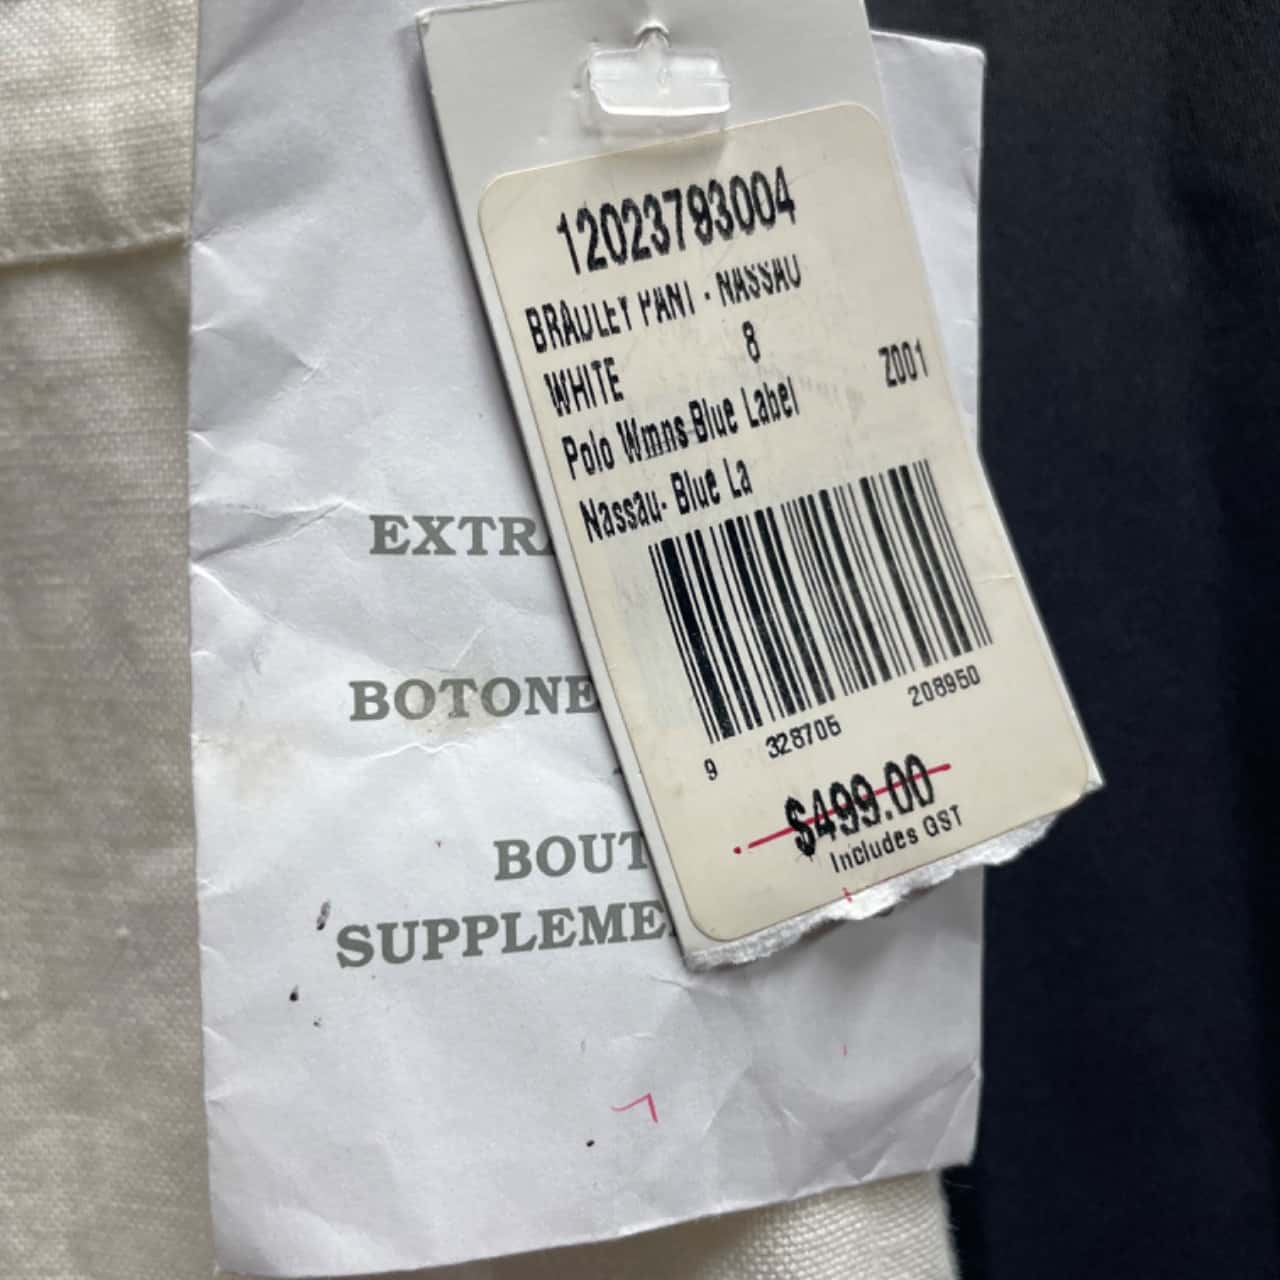 12023793004
BRADLEY PANT - NASSAU
WHITE 8
Polo Wmns Blue Label Z001
Nassau- Blue La
9 328705 208950
$499.00
Includes GST
EXTRA
BOTONE
BOUT
SUPPLEME